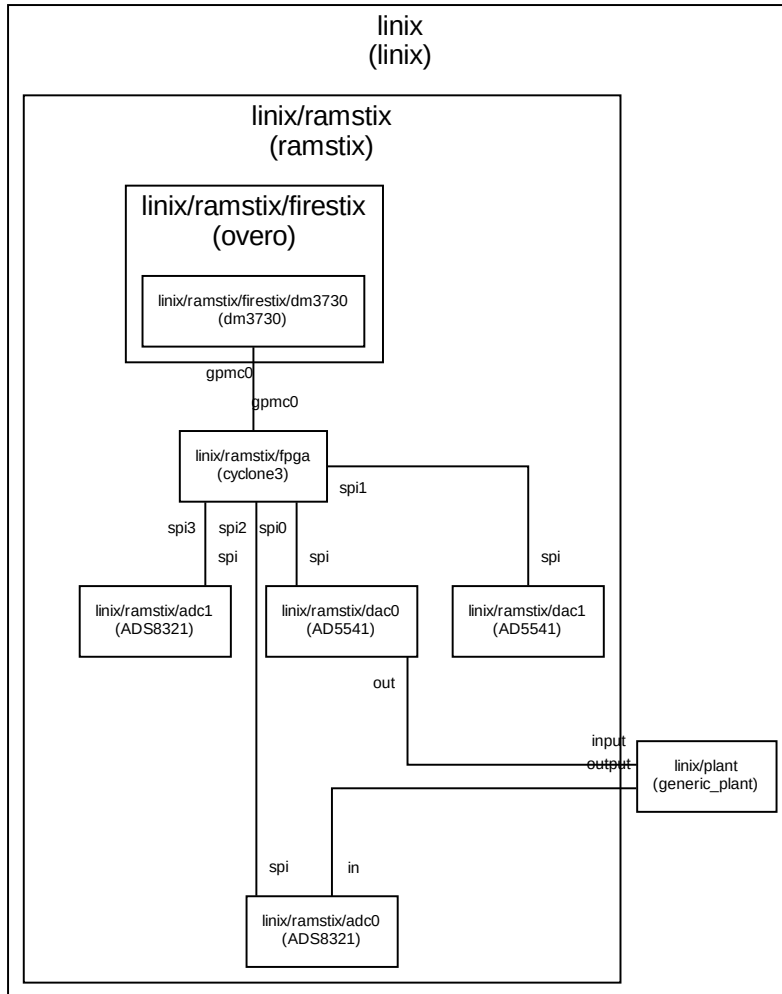 linix
(linix)
linix/ramstix
(ramstix)
linix/ramstix/firestix
(overo)
linix/ramstix/firestix/dm3730
(dm3730)
gpmc0
gpmc0
linix/ramstix/fpga
(cyclone3)
spi1
spi3
spi2
spi0
spi
spi
spi
linix/ramstix/adc1
(ADS8321)
linix/ramstix/dac0
(AD5541)
linix/ramstix/dac1
(AD5541)
out
input
output
linix/plant
(generic_plant)
spi
in
linix/ramstix/adc0
(ADS8321)